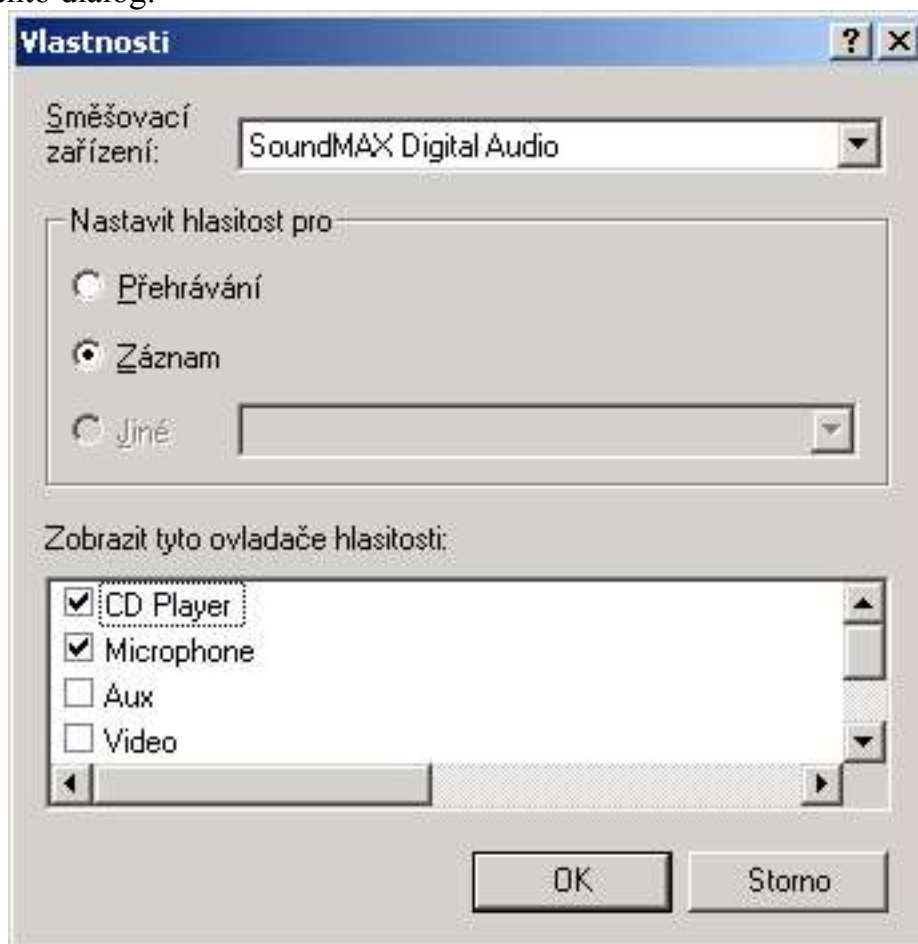 dialog:
Vlastnosti
Směšovací
zařízení:
SoundMAX Digital Audio
Nastavit hlasitost pro
Přehrávání
Záznam
Jiné
Zobrazit tyto ovladače hlasitosti:
CD Player
Microphone
Aux
Video
OK
Storno